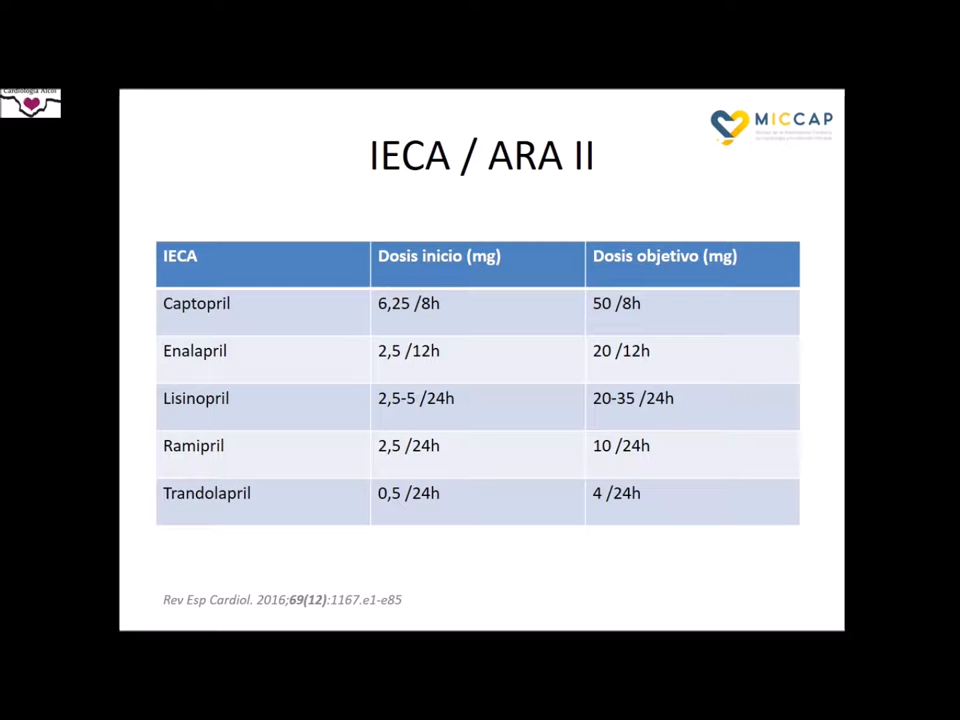 Cardiología Alcoi
MICCAP
IECA / ARA II
IECA Dosis inicio (mg) Dosis objetivo (mg)
Captopril 6,25 /8h 50 /8h
Enalapril 2,5 /12h 20 /12h
Lisinopril 2,5-5 /24h 20-35 /24h
Ramipril 2,5 /24h 10 /24h
Trandolapril 0,5 /24h 4 /24h
Rev Esp Cardiol. 2016;69(12):1167.e1-e85